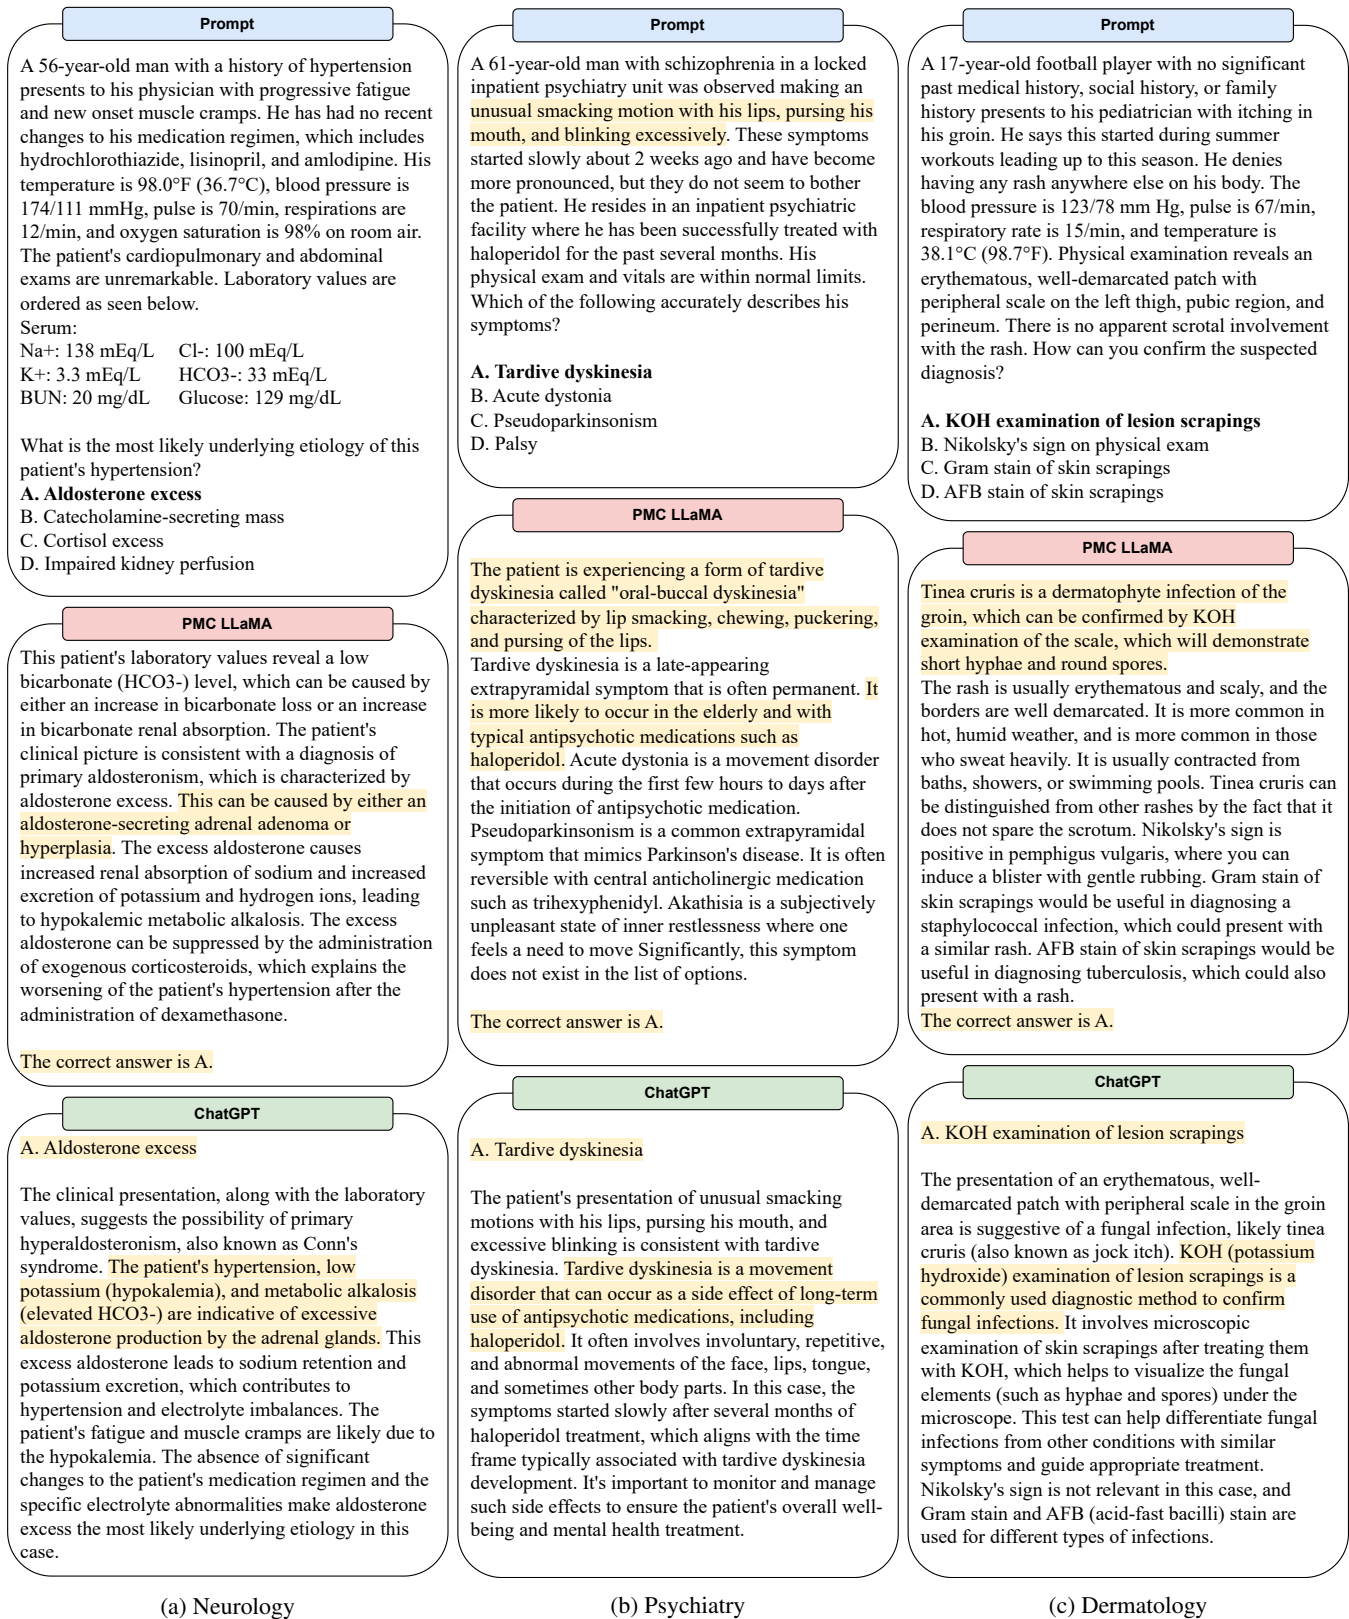 Prompt
A 56-year-old man with a history of hypertension
presents to his physician with progressive fatigue
and new onset muscle cramps. He has had no recent
changes to his medication regimen, which includes
hydrochlorothiazide, lisinopril, and amlodipine. His
temperature is 98.0°F (36.7°C), blood pressure is
174/111 mmHg, pulse is 70/min, respirations are
12/min, and oxygen saturation is 98% on room air.
The patient's cardiopulmonary and abdominal
exams are unremarkable. Laboratory values are
ordered as seen below.
Serum:
Na+: 138 mEq/L Cl-: 100 mEq/L
K+: 3.3 mEq/L HCO3-: 33 mEq/L
BUN: 20 mg/dL Glucose: 129 mg/dL
What is the most likely underlying etiology of this
patient's hypertension?
A. Aldosterone excess
B. Catecholamine-secreting mass
C. Cortisol excess
D. Impaired kidney perfusion
PMC LLaMA
This patient's laboratory values reveal a low
bicarbonate (HCO3-) level, which can be caused by
either an increase in bicarbonate loss or an increase
in bicarbonate renal absorption. The patient's
clinical picture is consistent with a diagnosis of
primary aldosteronism, which is characterized by
aldosterone excess. This can be caused by either an
aldosterone-secreting adrenal adenoma or
hyperplasia. The excess aldosterone causes
increased renal absorption of sodium and increased
excretion of potassium and hydrogen ions, leading
to hypokalemic metabolic alkalosis. The excess
aldosterone can be suppressed by the administration
of exogenous corticosteroids, which explains the
worsening of the patient's hypertension after the
administration of dexamethasone.
The correct answer is A.
ChatGPT
A. Aldosterone excess
The clinical presentation, along with the laboratory
values, suggests the possibility of primary
hyperaldosteronism, also known as Conn's
syndrome. The patient's hypertension, low
potassium (hypokalemia), and metabolic alkalosis
(elevated HCO3-) are indicative of excessive
aldosterone production by the adrenal glands. This
excess aldosterone leads to sodium retention and
potassium excretion, which contributes to
hypertension and electrolyte imbalances. The
patient's fatigue and muscle cramps are likely due to
the hypokalemia. The absence of significant
changes to the patient's medication regimen and the
specific electrolyte abnormalities make aldosterone
excess the most likely underlying etiology in this
case.
(a) Neurology
Prompt
A 61-year-old man with schizophrenia in a locked
inpatient psychiatry unit was observed making an
unusual smacking motion with his lips, pursing his
mouth, and blinking excessively. These symptoms
started slowly about 2 weeks ago and have become
more pronounced, but they do not seem to bother
the patient. He resides in an inpatient psychiatric
facility where he has been successfully treated with
haloperidol for the past several months. His
physical exam and vitals are within normal limits.
Which of the following accurately describes his
symptoms?
A. Tardive dyskinesia
B. Acute dystonia
C. Pseudoparkinsonism
D. Palsy
PMC LLaMA
The patient is experiencing a form of tardive
dyskinesia called "oral-buccal dyskinesia"
characterized by lip smacking, chewing, puckering,
and pursing of the lips.
Tardive dyskinesia is a late-appearing
extrapyramidal symptom that is often permanent. It
is more likely to occur in the elderly and with
typical antipsychotic medications such as
haloperidol. Acute dystonia is a movement disorder
that occurs during the first few hours to days after
the initiation of antipsychotic medication.
Pseudoparkinsonism is a common extrapyramidal
symptom that mimics Parkinson's disease. It is often
reversible with central anticholinergic medication
such as trihexyphenidyl. Akathisia is a subjectively
unpleasant state of inner restlessness where one
feels a need to move Significantly, this symptom
does not exist in the list of options.
The correct answer is A.
ChatGPT
A. Tardive dyskinesia
The patient's presentation of unusual smacking
motions with his lips, pursing his mouth, and
excessive blinking is consistent with tardive
dyskinesia. Tardive dyskinesia is a movement
disorder that can occur as a side effect of long-term
use of antipsychotic medications, including
haloperidol. It often involves involuntary, repetitive,
and abnormal movements of the face, lips, tongue,
and sometimes other body parts. In this case, the
symptoms started slowly after several months of
haloperidol treatment, which aligns with the time
frame typically associated with tardive dyskinesia
development. It's important to monitor and manage
such side effects to ensure the patient's overall well-
being and mental health treatment.
(b) Psychiatry
Prompt
A 17-year-old football player with no significant
past medical history, social history, or family
history presents to his pediatrician with itching in
his groin. He says this started during summer
workouts leading up to this season. He denies
having any rash anywhere else on his body. The
blood pressure is 123/78 mm Hg, pulse is 67/min,
respiratory rate is 15/min, and temperature is
38.1°C (98.7°F). Physical examination reveals an
erythematous, well-demarcated patch with
peripheral scale on the left thigh, pubic region, and
perineum. There is no apparent scrotal involvement
with the rash. How can you confirm the suspected
diagnosis?
A. KOH examination of lesion scrapings
B. Nikolsky's sign on physical exam
C. Gram stain of skin scrapings
D. AFB stain of skin scrapings
PMC LLaMA
Tinea cruris is a dermatophyte infection of the
groin, which can be confirmed by KOH
examination of the scale, which will demonstrate
short hyphae and round spores.
The rash is usually erythematous and scaly, and the
borders are well demarcated. It is more common in
hot, humid weather, and is more common in those
who sweat heavily. It is usually contracted from
baths, showers, or swimming pools. Tinea cruris can
be distinguished from other rashes by the fact that it
does not spare the scrotum. Nikolsky's sign is
positive in pemphigus vulgaris, where you can
induce a blister with gentle rubbing. Gram stain of
skin scrapings would be useful in diagnosing a
staphylococcal infection, which could present with
a similar rash. AFB stain of skin scrapings would be
useful in diagnosing tuberculosis, which could also
present with a rash.
The correct answer is A.
ChatGPT
A. KOH examination of lesion scrapings
The presentation of an erythematous, well-
demarcated patch with peripheral scale in the groin
area is suggestive of a fungal infection, likely tinea
cruris (also known as jock itch). KOH (potassium
hydroxide) examination of lesion scrapings is a
commonly used diagnostic method to confirm
fungal infections. It involves microscopic
examination of skin scrapings after treating them
with KOH, which helps to visualize the fungal
elements (such as hyphae and spores) under the
microscope. This test can help differentiate fungal
infections from other conditions with similar
symptoms and guide appropriate treatment.
Nikolsky's sign is not relevant in this case, and
Gram stain and AFB (acid-fast bacilli) stain are
used for different types of infections.
(c) Dermatology